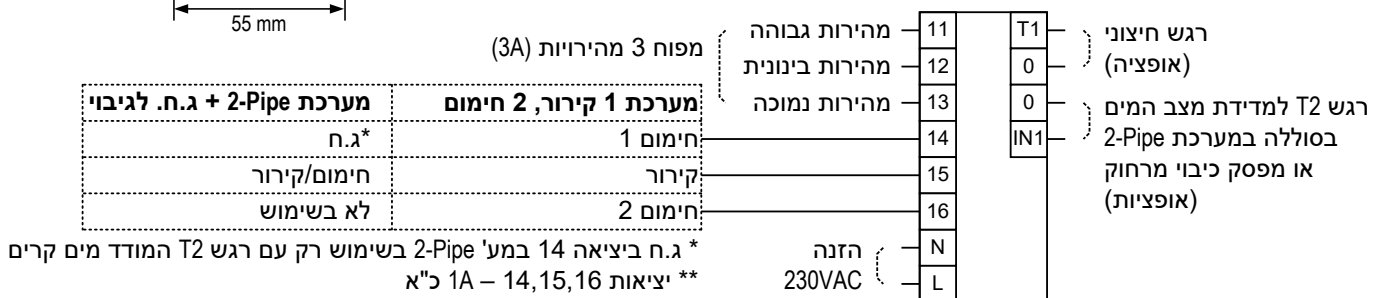 55 mm
מפוח 3 מהירויות (3A)
מהירות גבוהה
11
מהירות בינונית
12
מהירות נמוכה
13
מערכת 1 קירור, 2 חימום
מערכת 2-Pipe + ג.ח. לגיבוי
חימום 1
*ג.ח
14
קירור
חימום/קירור
15
חימום 2
לא בשימוש
16
הזנה
230VAC
N
L
* ג.ח ביציאה 14 במע' 2-Pipe בשימוש רק עם רגש T2 המודד מים קרים
** יציאות 14,15,16 – 1A כ"א
T1
0
רגש חיצוני
(אופציה)
0
IN1
רגש T2 למדידת מצב המים
בסוללה במערכת 2-Pipe
או מפסק כיבוי מרחוק
(אופציות)